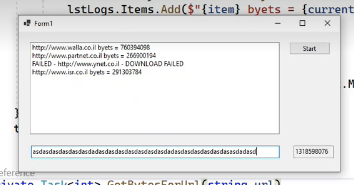 lstLogs.Items.Add($"{item} byets = {current
Form1
http://www.walla.co.il byets = 760394098
http://www.partnet.co.il byets = 266900194
FAILED - http://www.ynet.co.il - DOWNLOAD FAILED
http://www.isr.co.il byets = 291303784
Start
.M
}
t
1318598076
eference
rivate Task<int> GetBytesForUrl(string url)